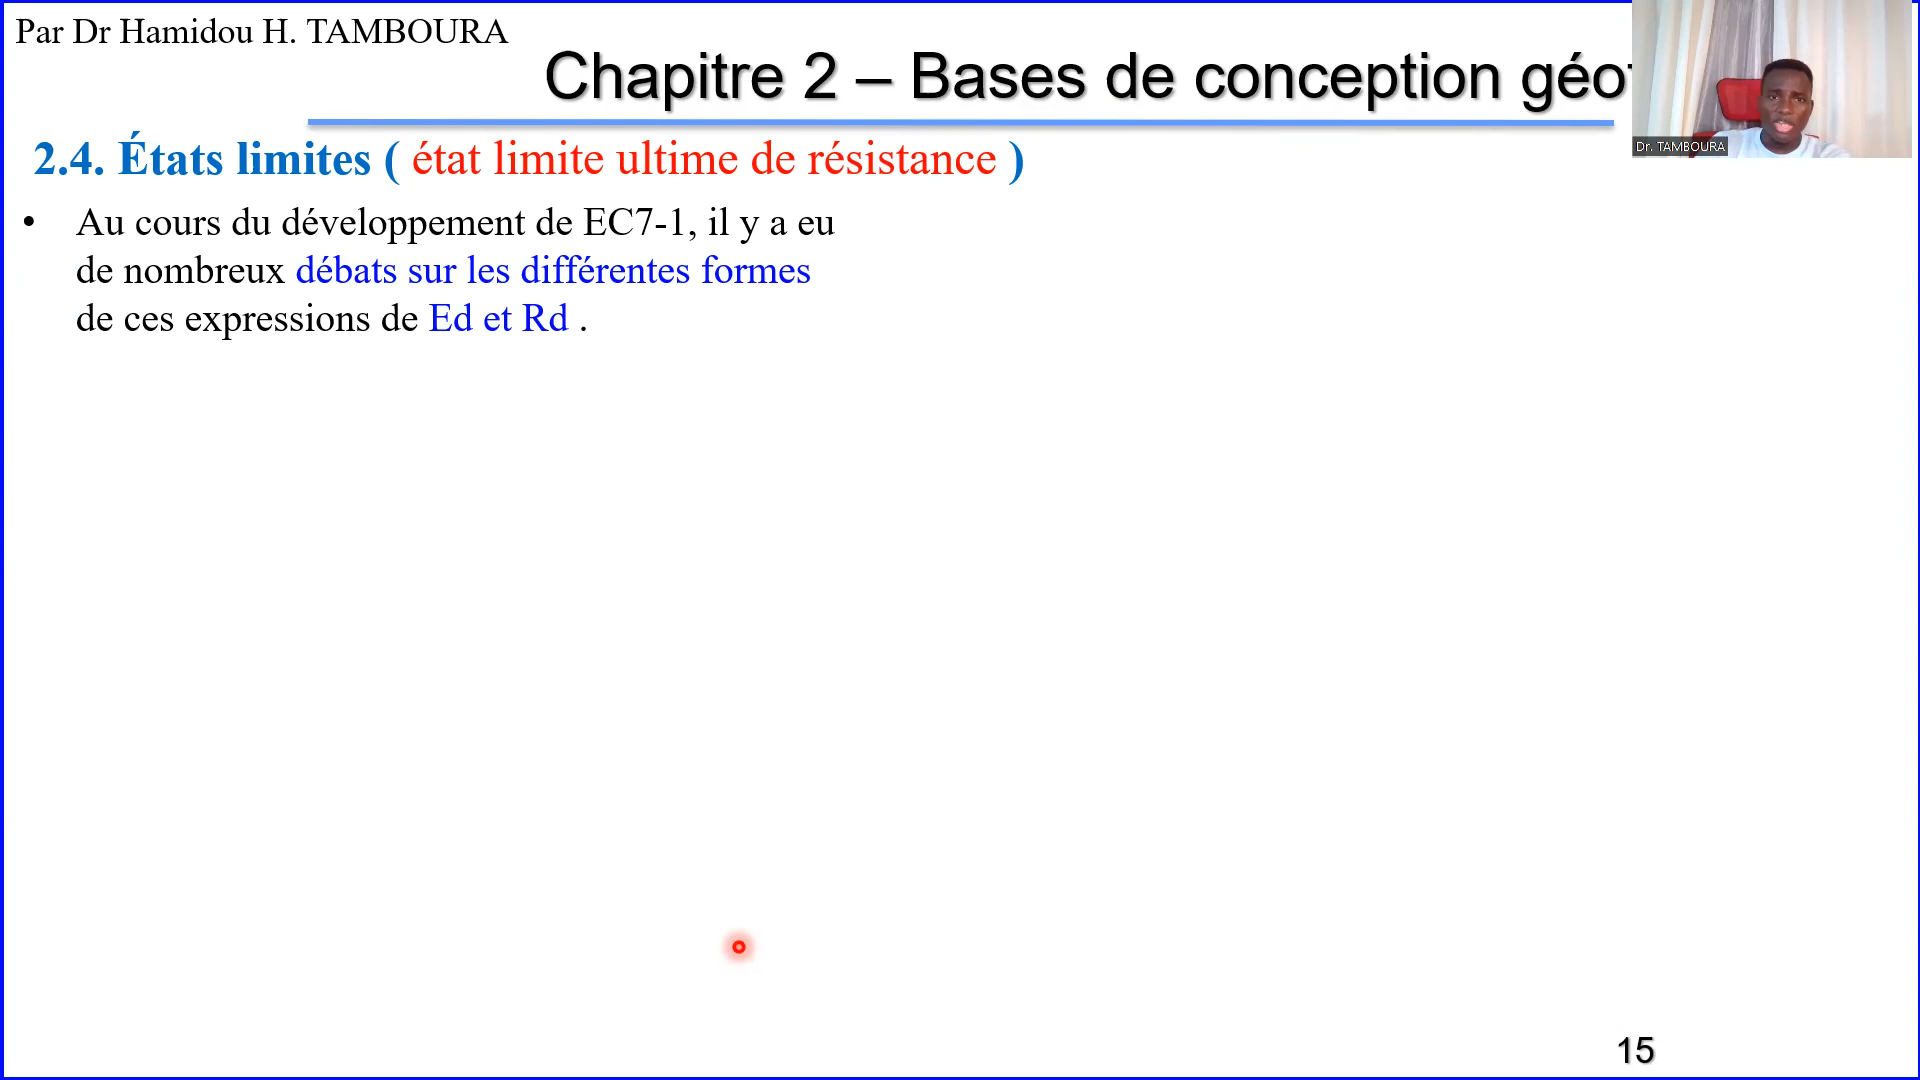 Par Dr Hamidou H. TAMBOURA
Chapitre 2 – Bases de conception
Dr. TAMBOURA
2.4. États limites ( état limite ultime de résistance )
• Au cours du développement de EC7-1, il y a eu
de nombreux débats sur les différentes formes
de ces expressions de Ed et Rd .
15